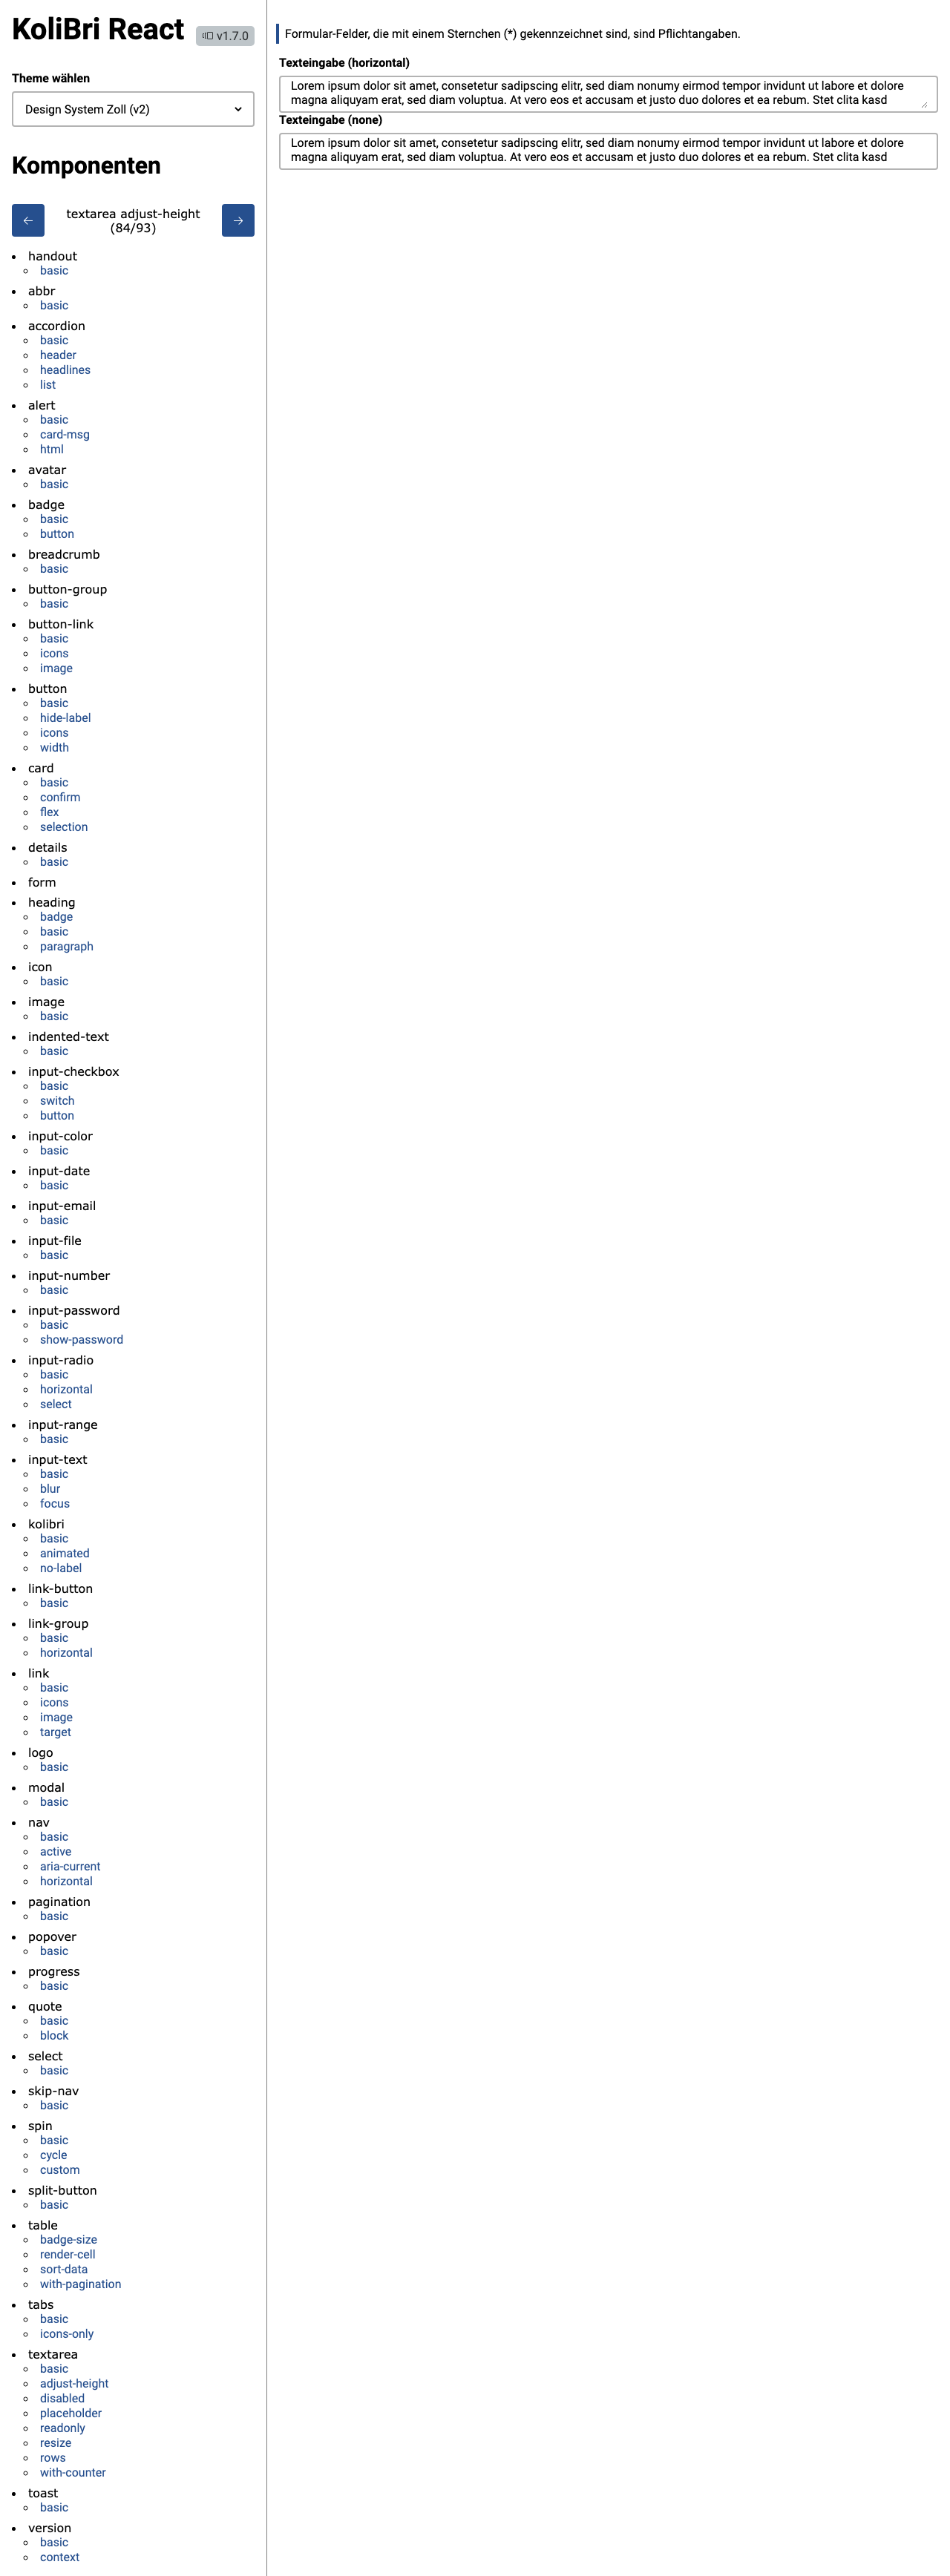 KoliBri React
v1.7.0
Theme wählen
Design System Zoll (v2)
Komponenten
←
textarea adjust-height
(84/93)
→
handout
basic
abbr
basic
accordion
basic
header
headlines
list
alert
basic
card-msg
html
avatar
basic
badge
basic
button
breadcrumb
basic
button-group
basic
button-link
basic
icons
image
button
basic
hide-label
icons
width
card
basic
confirm
flex
selection
details
basic
form
heading
badge
basic
paragraph
icon
basic
image
basic
indented-text
basic
input-checkbox
basic
switch
button
input-color
basic
input-date
basic
input-email
basic
input-file
basic
input-number
basic
input-password
basic
show-password
input-radio
basic
horizontal
select
input-range
basic
input-text
basic
blur
focus
kolibri
basic
animated
no-label
link-button
basic
link-group
basic
horizontal
link
basic
icons
image
target
logo
basic
modal
basic
nav
basic
active
aria-current
horizontal
pagination
basic
popover
basic
progress
basic
quote
basic
block
select
basic
skip-nav
basic
spin
basic
cycle
custom
split-button
basic
table
badge-size
render-cell
sort-data
with-pagination
tabs
basic
icons-only
textarea
basic
adjust-height
disabled
placeholder
readonly
resize
rows
with-counter
toast
basic
version
basic
context
Formular-Felder, die mit einem Sternchen (*) gekennzeichnet sind, sind Pflichtangaben.
Texteingabe (horizontal)
Lorem ipsum dolor sit amet, consetetur sadipscing elitr, sed diam nonumy eirmod tempor invidunt ut labore et dolore
magna aliquyam erat, sed diam voluptua. At vero eos et accusam et justo duo dolores et ea rebum. Stet clita kasd
Texteingabe (none)
Lorem ipsum dolor sit amet, consetetur sadipscing elitr, sed diam nonumy eirmod tempor invidunt ut labore et dolore
magna aliquyam erat, sed diam voluptua. At vero eos et accusam et justo duo dolores et ea rebum. Stet clita kasd